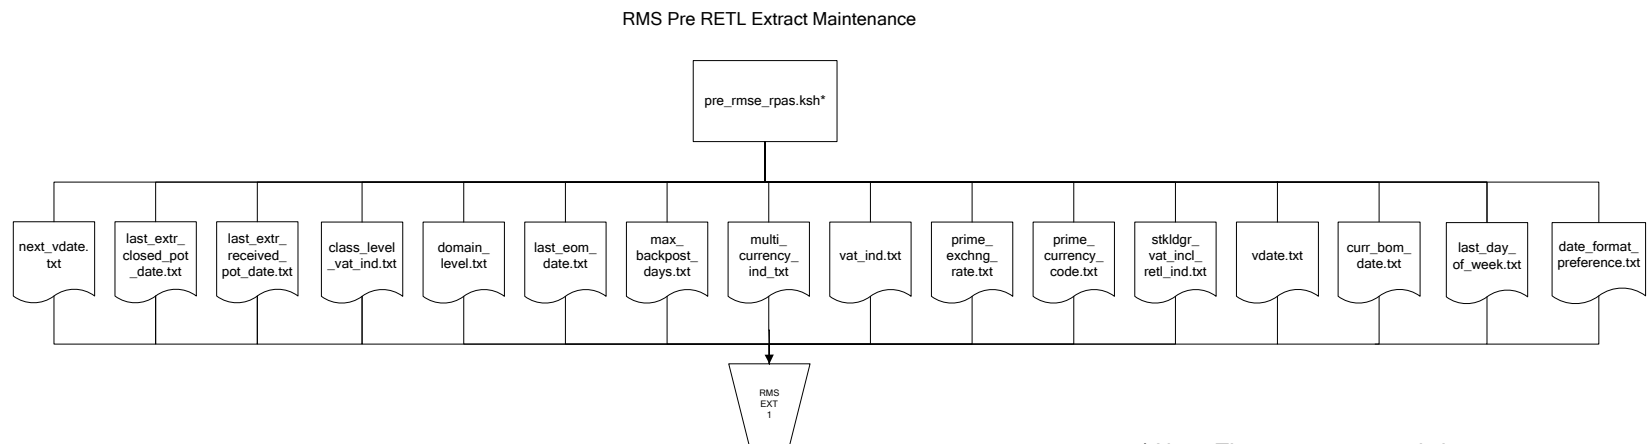 RMS Pre RETL Extract Maintenance
pre_rmse_rpas.ksh*
next_vdate.
txt
last_extr_
closed_pot
_date.txt
last_extr_
received_
pot_date.txt
class_level
_vat_ind.txt
domain_
level.txt
last_eom_
date.txt
max_
backpost_
days.txt
multi_
currency_
ind_txt
vat_ind.txt
prime_
exchng_
rate.txt
prime_
currency_
code.txt
stkldgr_
vat_incl_
retl_ind.txt
vdate.txt
curr_bom_
date.txt
last_day_
of_week.txt
date_format_
preference.txt
RMS
EXT
1